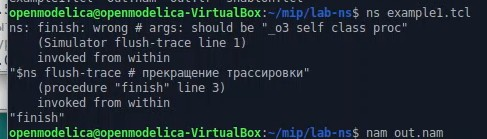 openmodelica@openmodelica-VirtualBox:~/mip/lab-ns$ ns example1.tcl
ns: finish: wrong # args: should be "_o3 self class proc"
(Simulator flush-trace line 1)
invoked from within
"$ns flush-trace # прекращение трассировки"
(procedure "finish" line 3)
invoked from within
"finish"
openmodelica@openmodelica-VirtualBox:~/mip/lab-ns$ nam out.nam